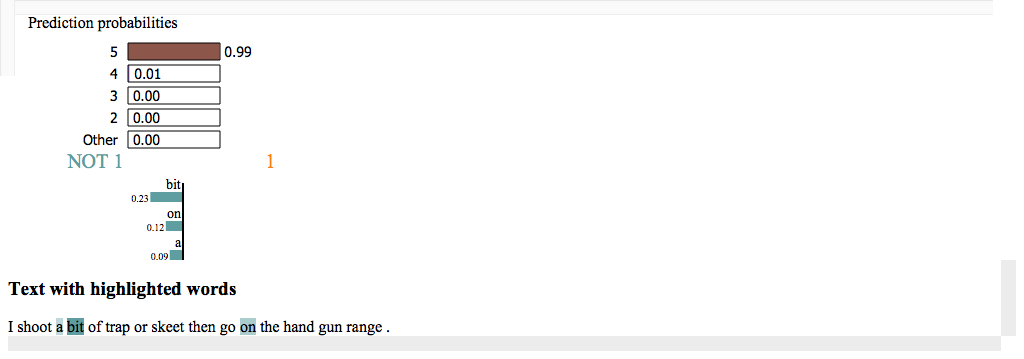 Prediction probabilities
5 0.99
4 0.01
3 0.00
2 0.00
Other 0.00
NOT 1 1
bit
0.23
on
0.12
a
0.09
Text with highlighted words
I shoot a bit of trap or skeet then go on the hand gun range .